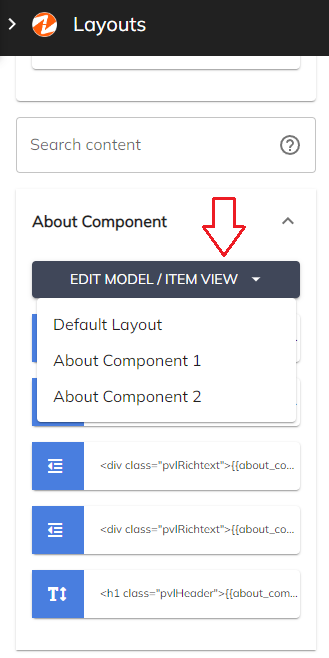 Layouts
Search content
About Component
EDIT MODEL / ITEM VIEW
Default Layout
About Component 1
About Component 2
<div class="pvlRichtext">{{about_co...
<div class="pvlRichtext">{{about_co...
<h1 class="pvlHeader">{{about_com...